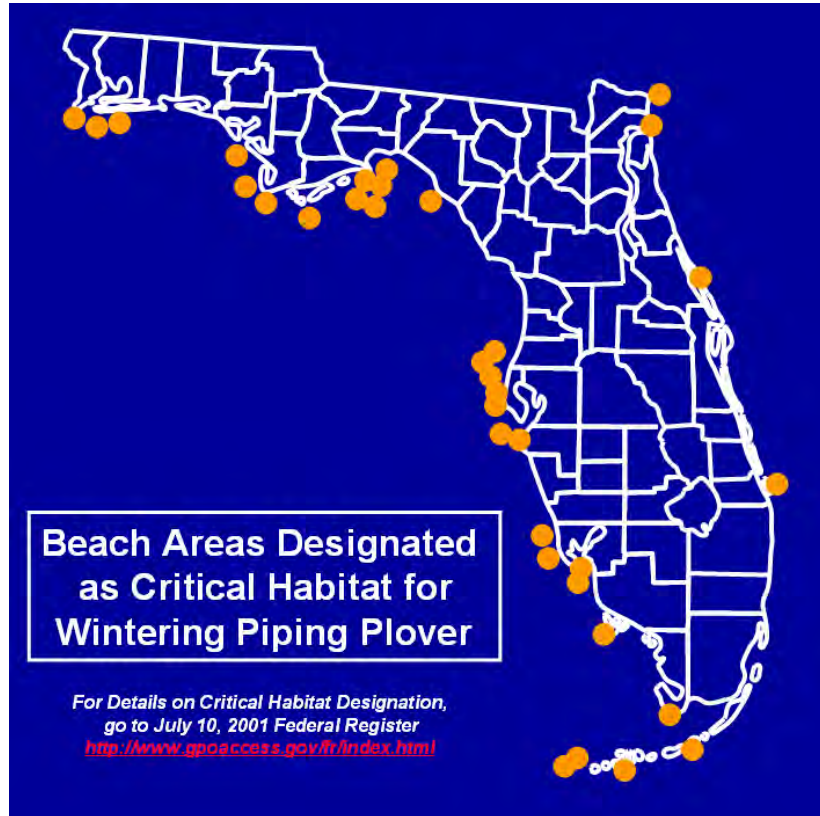 Beach Areas Designated
as Critical Habitat for
Wintering Piping Plover
For Details on Critical Habitat Designation,
go to July 10, 2001 Federal Register
http://www.gpoaccess.gov/fr/index.html